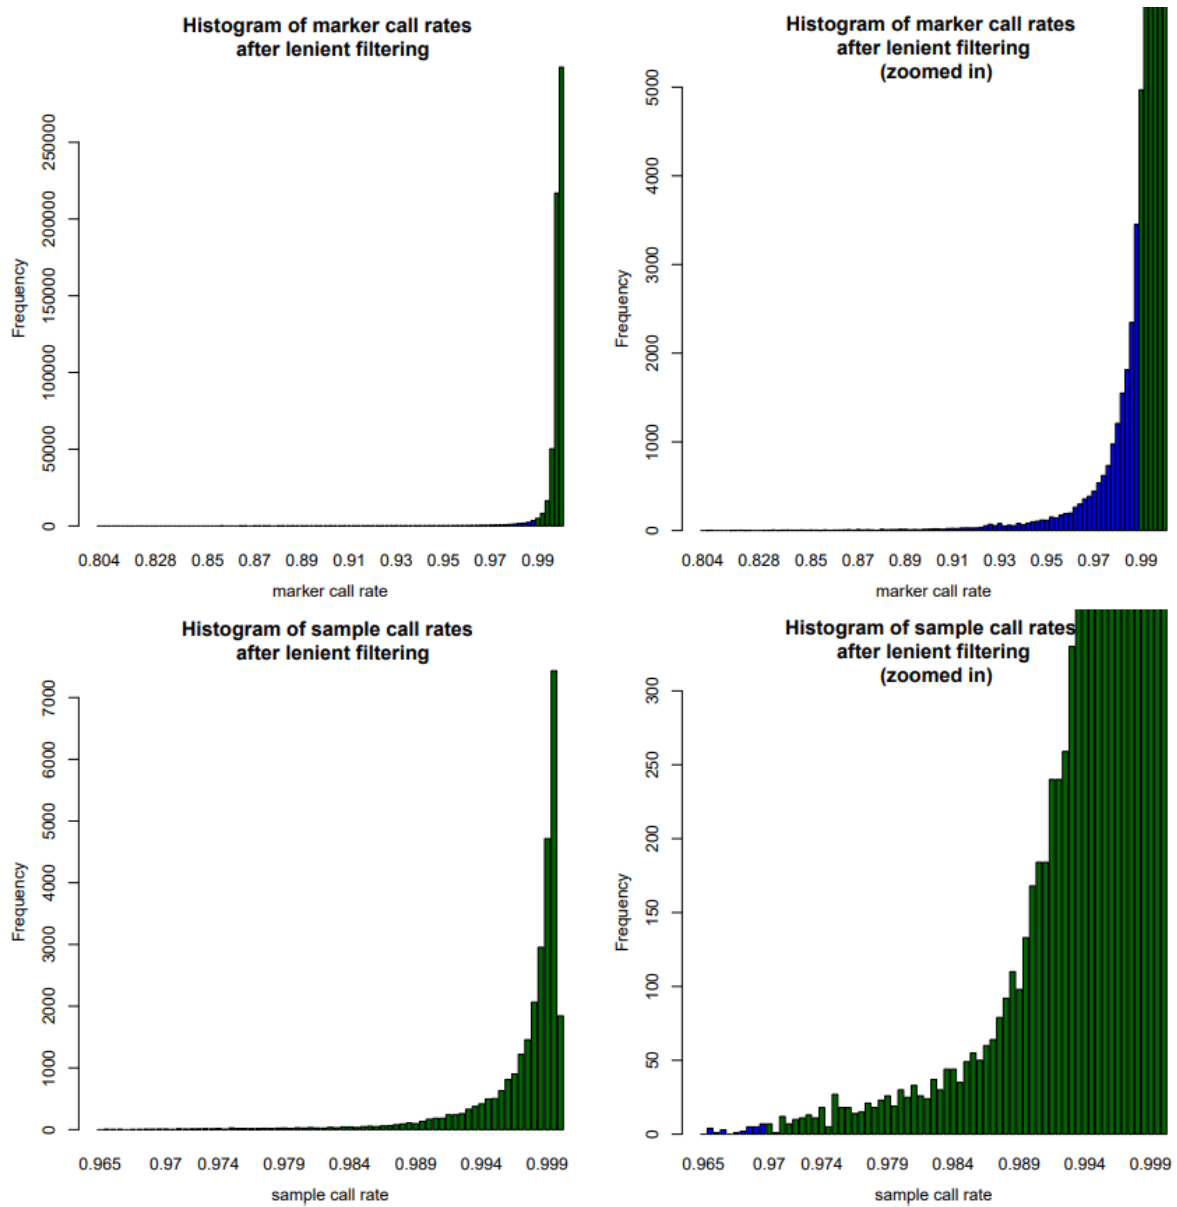 Histogram of marker call rates
after lenient filtering
Frequency
250000
200000
150000
100000
50000
0
0.804 0.828 0.85 0.87 0.89 0.91 0.93 0.95 0.97 0.99
marker call rate
Histogram of marker call rates
after lenient filtering
(zoomed in)
Frequency
5000
4000
3000
2000
1000
0
0.804 0.828 0.85 0.87 0.89 0.91 0.93 0.95 0.97 0.99
marker call rate
Histogram of sample call rates
after lenient filtering
Frequency
7000
6000
5000
4000
3000
2000
1000
0
0.965 0.97 0.974 0.979 0.984 0.989 0.994 0.999
sample call rate
Histogram of sample call rates
after lenient filtering
(zoomed in)
Frequency
300
250
200
150
100
50
0
0.965 0.97 0.974 0.979 0.984 0.989 0.994 0.999
sample call rate